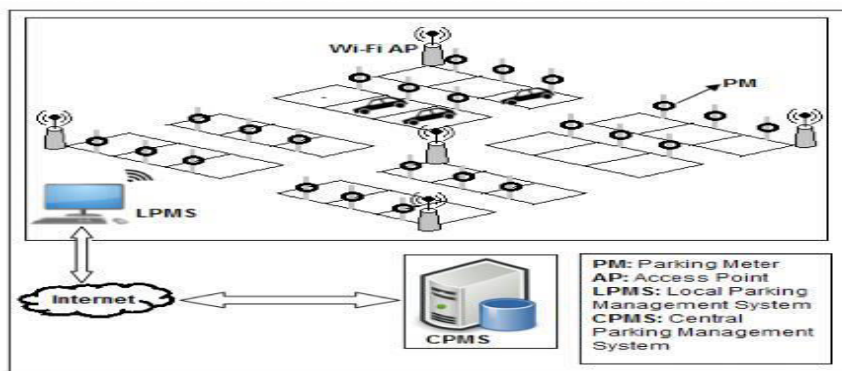 Wi-Fi AP
PM
LPMS
Internet
CPMS
PM: Parking Meter
AP: Access Point
LPMS: Local Parking
Management System
CPMS: Central
Parking Management
System